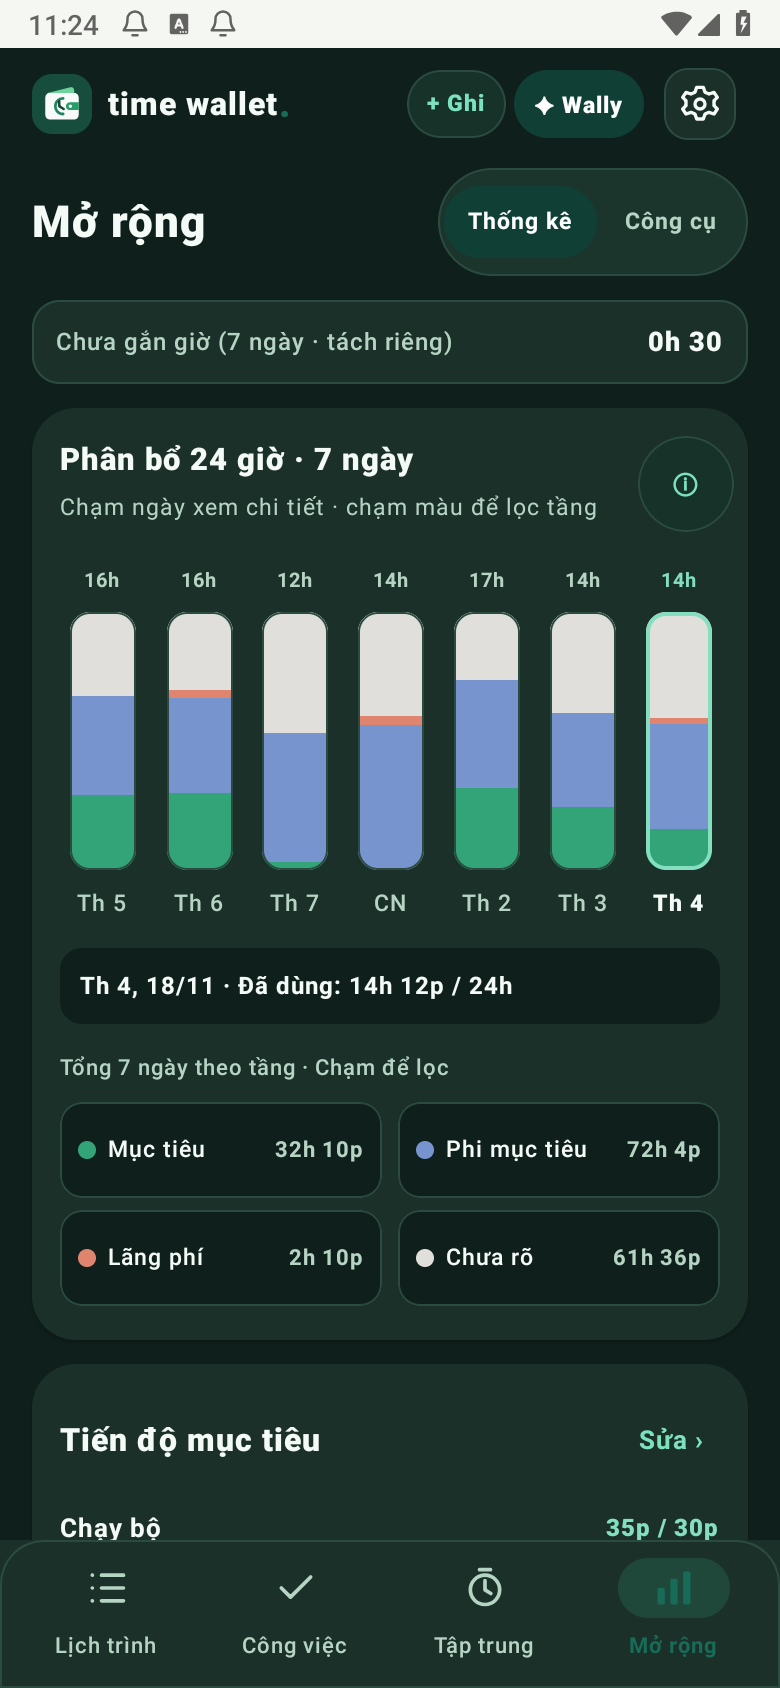 11:24
time wallet.
+ Ghi
Wally
Mở rộng
Thống kê
Công cụ
Chưa gắn giờ (7 ngày · tách riêng)
0h 30
Phân bổ 24 giờ · 7 ngày
Chạm ngày xem chi tiết · chạm màu để lọc tầng
16h 16h 12h 14h 17h 14h 14h
Th 5 Th 6 Th 7 CN Th 2 Th 3 Th 4
Th 4, 18/11 · Đã dùng: 14h 12p / 24h
Tổng 7 ngày theo tầng · Chạm để lọc
Mục tiêu 32h 10p
Phi mục tiêu 72h 4p
Lãng phí 2h 10p
Chưa rõ 61h 36p
Tiến độ mục tiêu
Sửa ›
Chạy bộ
35p / 30p
Lịch trình
Công việc
Tập trung
Mở rộng